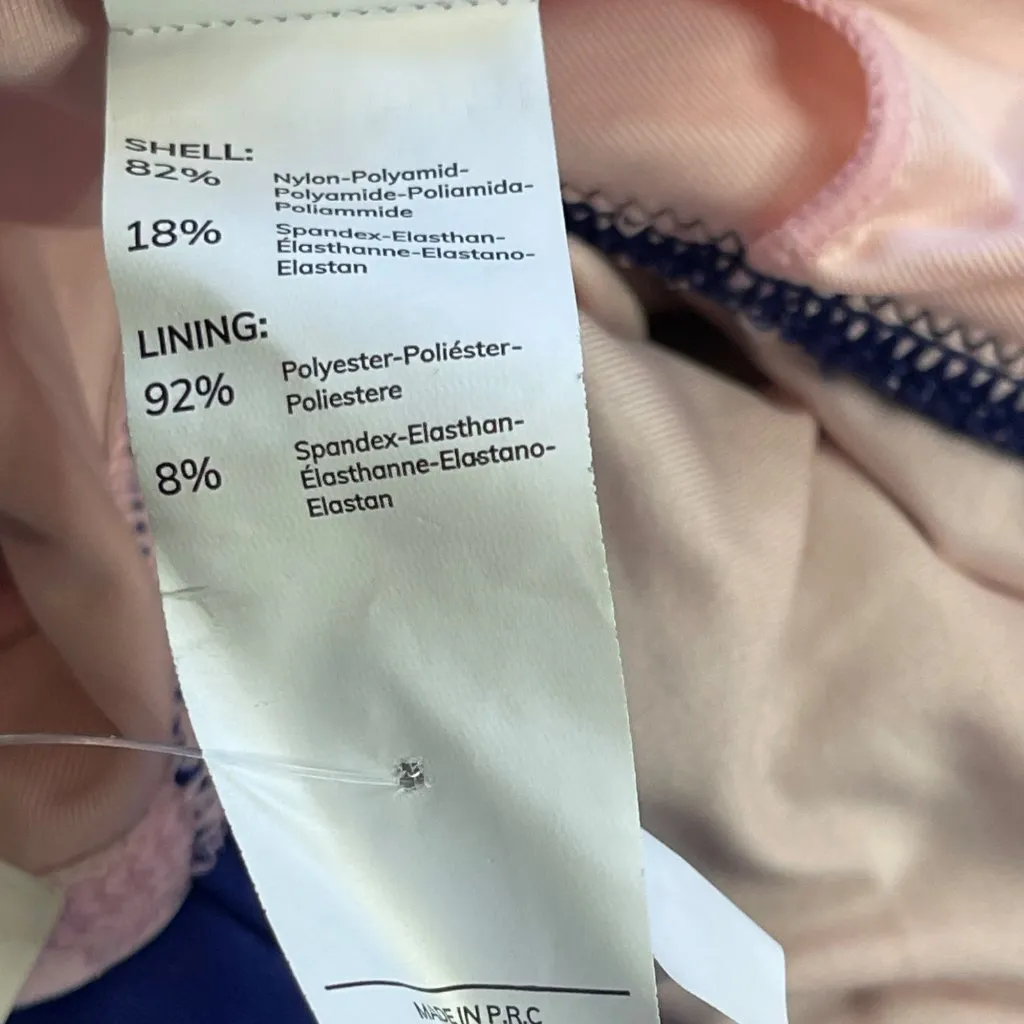 SHELL:
82% Nylon-Polyamid-
Polyamide-Poliamida-
Poliammide
18% Spandex-Elasthan-
Élasthanne-Elastano-
Elastan
LINING:
92% Polyester-Poliéster-
Poliestere
8% Spandex-Elasthan-
Élasthanne-Elastano-
Elastan
MADE IN P.R.C